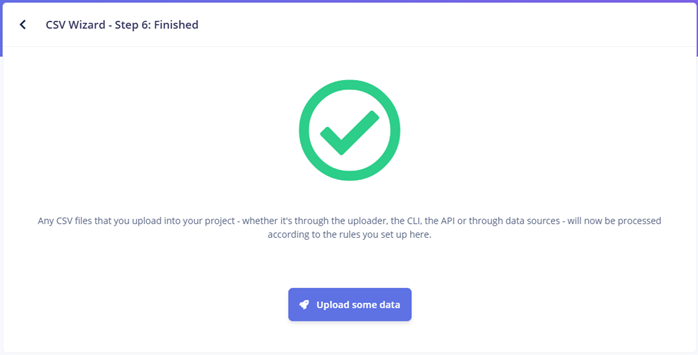 CSV Wizard - Step 6: Finished
Any CSV files that you upload into your project - whether it's through the uploader, the CLI, the API or through data sources - will now be processed
according to the rules you set up here.
Upload some data